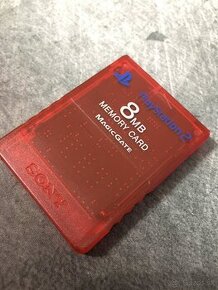 PlayStation 2
8MB
MEMORY CARD
MAGICGATE
SONY